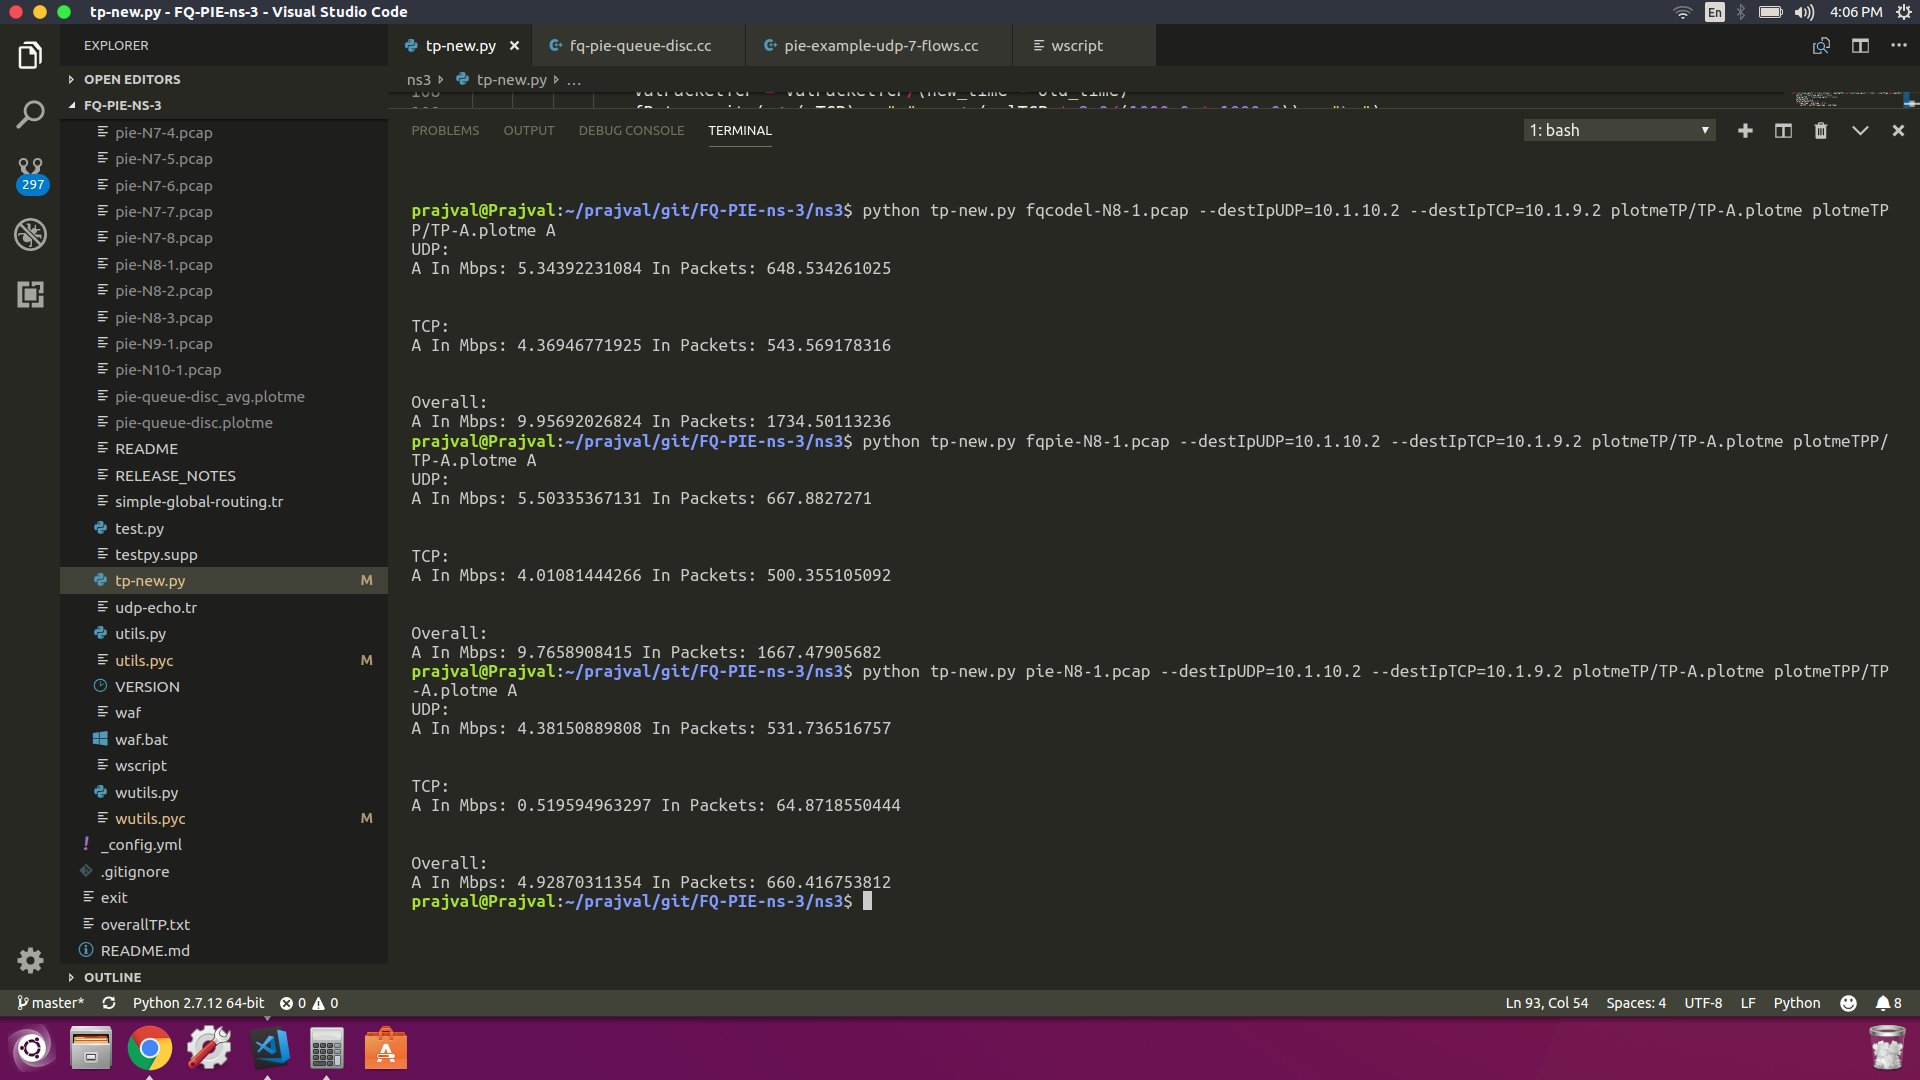 tp-new.py - FQ-PIE-ns-3 - Visual Studio Code
En
4:06 PM
EXPLORER
OPEN EDITORS
FQ-PIE-NS-3
pie-N7-4.pcap
pie-N7-5.pcap
pie-N7-6.pcap
pie-N7-7.pcap
pie-N7-8.pcap
pie-N8-1.pcap
pie-N8-2.pcap
pie-N8-3.pcap
pie-N9-1.pcap
pie-N10-1.pcap
pie-queue-disc_avg.plotme
pie-queue-disc.plotme
README
RELEASE_NOTES
simple-global-routing.tr
test.py
testpy.supp
tp-new.py M
udp-echo.tr
utils.py
utils.pyc M
VERSION
waf
waf.bat
wscript
wutils.py
wutils.pyc M
_config.yml
.gitignore
exit
overallTP.txt
README.md
OUTLINE
297
tp-new.py
fq-pie-queue-disc.cc
pie-example-udp-7-flows.cc
wscript
ns3 tp-new.py …
PROBLEMS OUTPUT DEBUG CONSOLE TERMINAL
1: bash
prajval@Prajval:~/prajval/git/FQ-PIE-ns-3/ns3$ python tp-new.py fqcodel-N8-1.pcap --destIpUDP=10.1.10.2 --destIpTCP=10.1.9.2 plotmeTP/TP-A.plotme plotmeTP
P/TP-A.plotme A
UDP:
A In Mbps: 5.34392231084 In Packets: 648.534261025
TCP:
A In Mbps: 4.36946771925 In Packets: 543.569178316
Overall:
A In Mbps: 9.95692026824 In Packets: 1734.50113236
prajval@Prajval:~/prajval/git/FQ-PIE-ns-3/ns3$ python tp-new.py fqpie-N8-1.pcap --destIpUDP=10.1.10.2 --destIpTCP=10.1.9.2 plotmeTP/TP-A.plotme plotmeTPP/
TP-A.plotme A
UDP:
A In Mbps: 5.50335367131 In Packets: 667.8827271
TCP:
A In Mbps: 4.01081444266 In Packets: 500.355105092
Overall:
A In Mbps: 9.7658908415 In Packets: 1667.47905682
prajval@Prajval:~/prajval/git/FQ-PIE-ns-3/ns3$ python tp-new.py pie-N8-1.pcap --destIpUDP=10.1.10.2 --destIpTCP=10.1.9.2 plotmeTP/TP-A.plotme plotmeTPP/TP
-A.plotme A
UDP:
A In Mbps: 4.38150889808 In Packets: 531.736516757
TCP:
A In Mbps: 0.519594963297 In Packets: 64.8718550444
Overall:
A In Mbps: 4.92870311354 In Packets: 660.416753812
prajval@Prajval:~/prajval/git/FQ-PIE-ns-3/ns3$
master* Python 2.7.12 64-bit 0 0
Ln 93, Col 54 Spaces: 4 UTF-8 LF Python 8